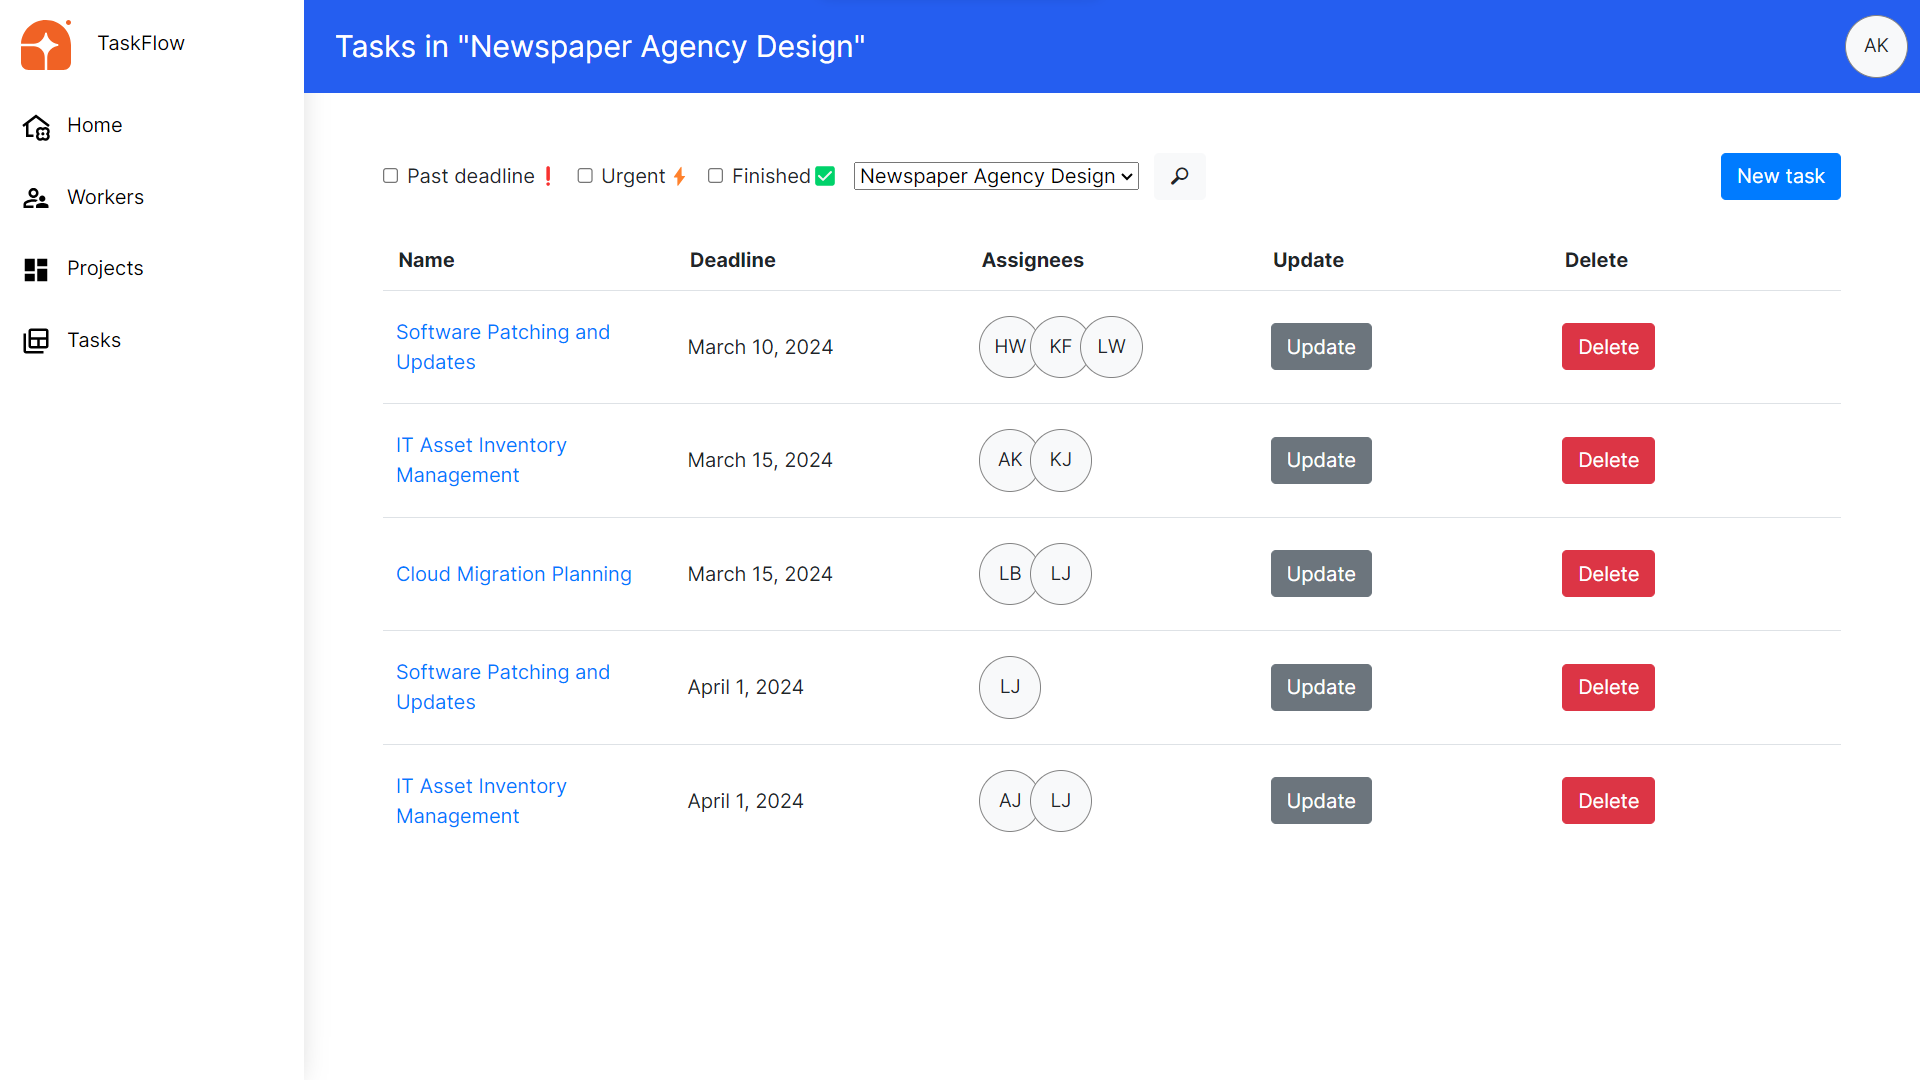 TaskFlow
Home
Workers
Projects
Tasks
Tasks in "Newspaper Agency Design"
AK
Past deadline❗ Urgent⚡ Finished✅ Newspaper Agency Design
New task
Name Deadline Assignees Update Delete
Software Patching and
Updates
March 10, 2024 HW KF LW Update Delete
IT Asset Inventory
Management
March 15, 2024 AK KJ Update Delete
Cloud Migration Planning March 15, 2024 LB LJ Update Delete
Software Patching and
Updates
April 1, 2024 LJ Update Delete
IT Asset Inventory
Management
April 1, 2024 AJ LJ Update Delete